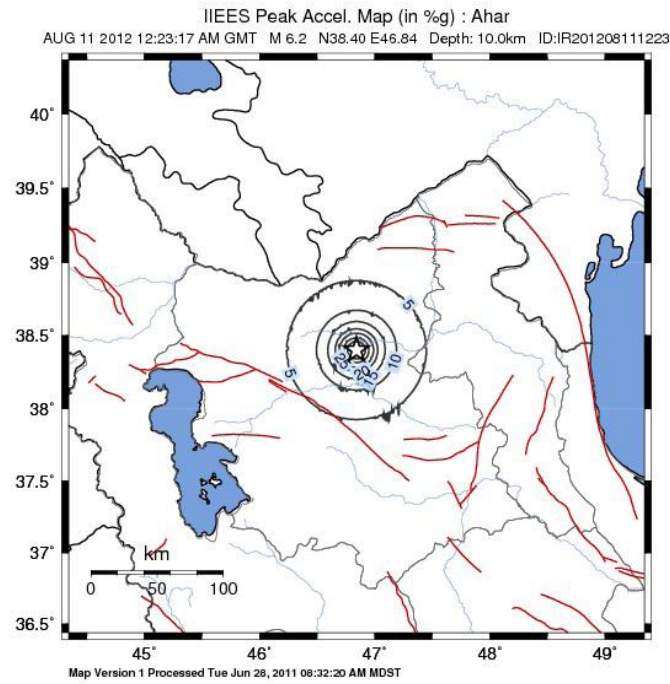 IIEES Peak Accel. Map (in %g) : Ahar
AUG 11 2012 12:23:17 AM GMT M 6.2 N38.40 E46.84 Depth: 10.0km ID:IR201208111223
40˚
39.5˚
39˚
38.5˚
38˚
37.5˚
37˚
36.5˚
5
10
5
25
20
15
km
0 50 100
45˚ 46˚ 47˚ 48˚ 49˚
Map Version 1 Processed Tue Jun 28, 2011 08:32:20 AM MDST